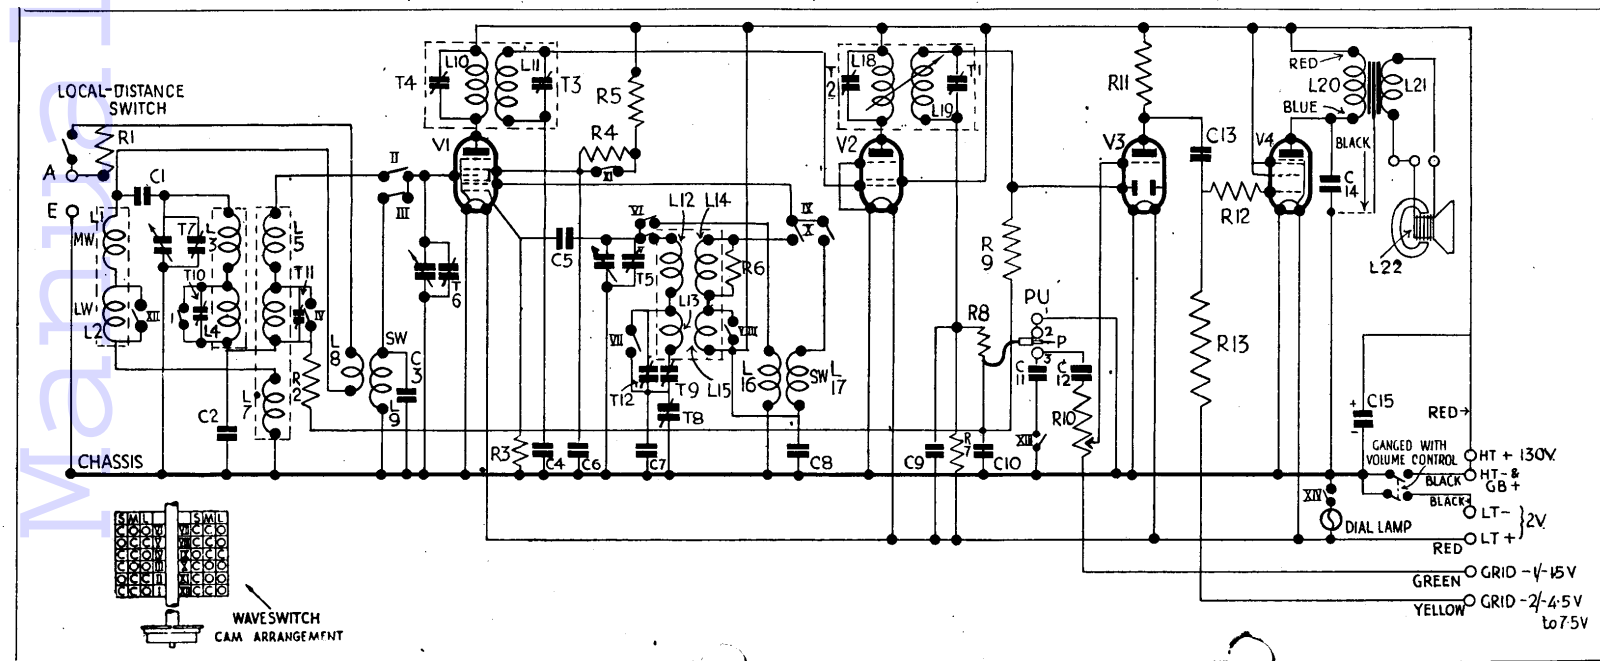 Manual
LOCAL-DISTANCE
SWITCH
R1
A
E
C1
L1
MW
LW
L2
XII
T7
L3
T10
I
L4
L5
T11
IV
C2
L7
R2
L8
SW
L9
C3
II
III
T6
T4
L10
L11
T3
V1
R5
R4
XI
R3
C4
C6
C5
VI
T5
L12
L14
R6
L13
VII
VIII
T12
T9
L15
T8
C7
L16
SW
L17
C8
IX
X
T2
L18
T1
L19
V2
C9
R7
C10
R8
R9
PU
1
2
P
3
C11
C12
XIII
R10
R11
V3
C13
R12
R13
V4
RED
L20
L21
BLUE
BLACK
C14
L22
C15
+
-
RED
GANGED WITH
VOLUME CONTROL
BLACK
BLACK
XIV
DIAL LAMP
HT + 130V.
HT - &
GB +
LT -
2V.
LT +
RED
GREEN
GRID -1/-1.5 V
YELLOW
GRID -2/-4.5V
to 7.5V
CHASSIS
S M L
S M L
WAVESWITCH
CAM ARRANGEMENT